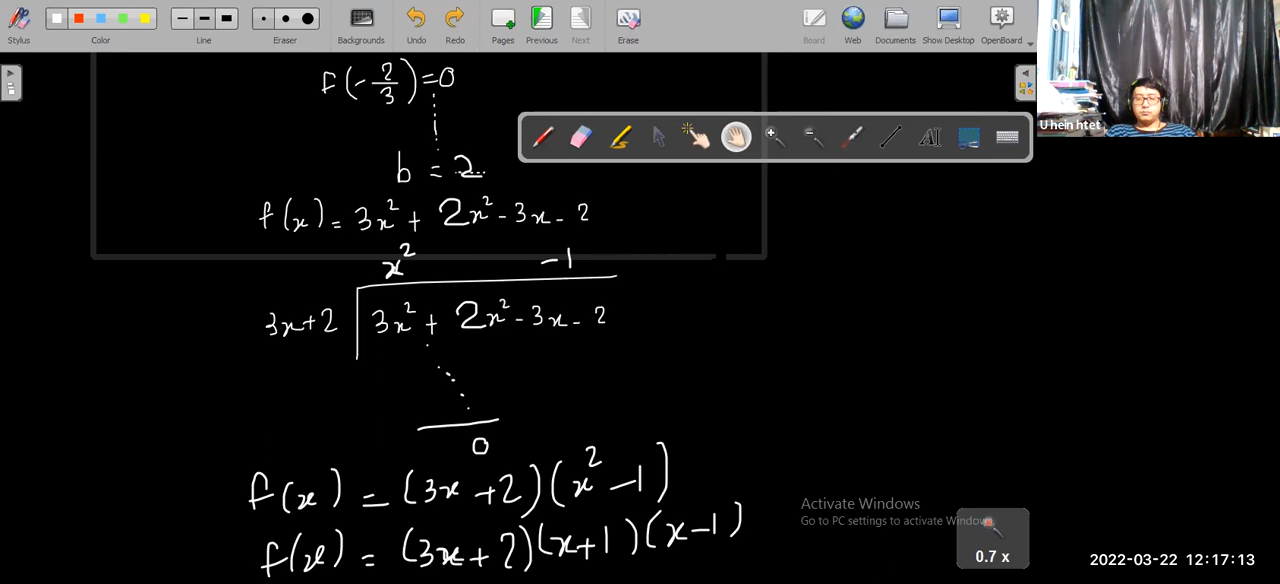 Stylus Color Line Eraser Backgrounds Undo Redo Pages Previous Next Erase Board Web Documents Show Desktop OpenBoard
U hein htet
f(-2/3)=0
b = 2
f(x) = 3x² + 2x² - 3x - 2
x² -1
3x+2 3x² + 2x² - 3x - 2
0
f(x) = (3x+2)(x²-1)
f(x) = (3x+2)(x+1)(x-1)
Activate Windows
Go to PC settings to activate Windows.
0.7 x
2022-03-22 12:17:13